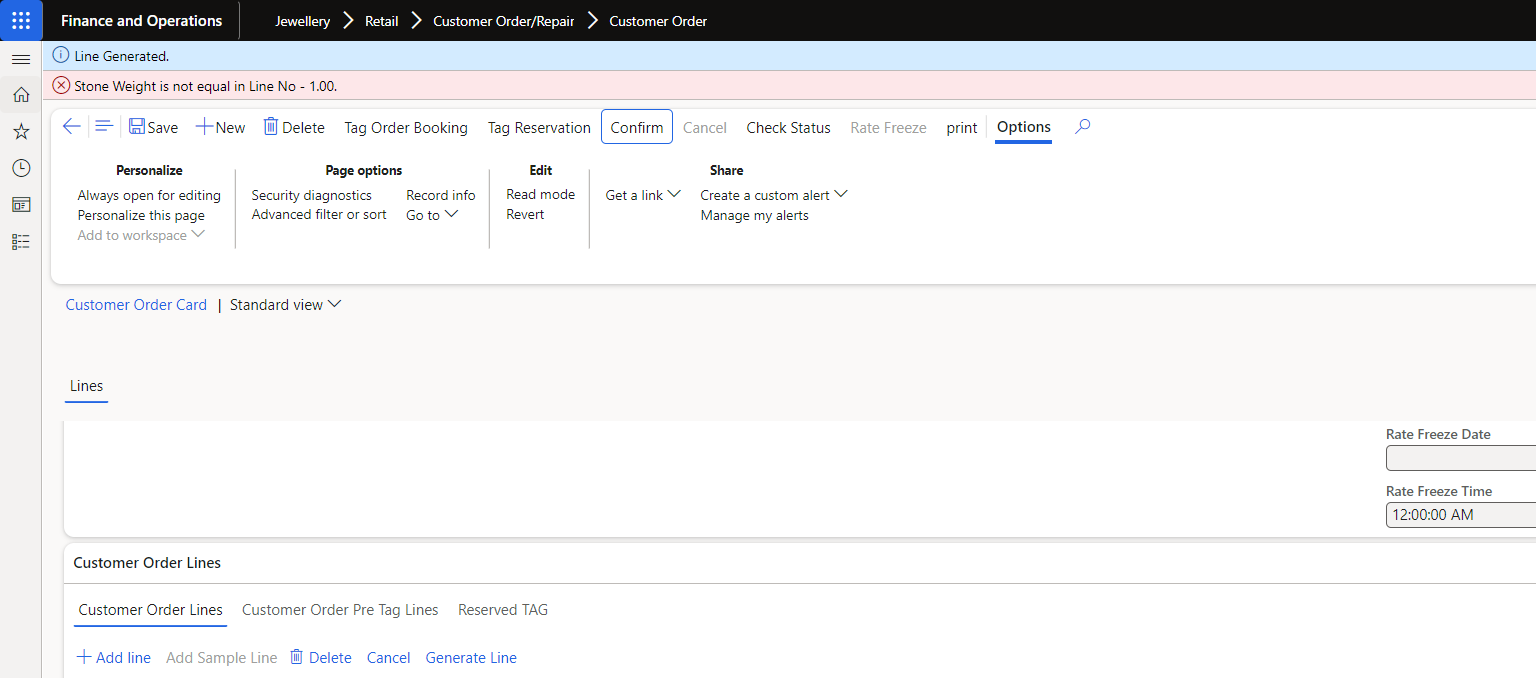 Finance and Operations
Jewellery Retail Customer Order/Repair Customer Order
Line Generated.
Stone Weight is not equal in Line No - 1.00.
Save New Delete Tag Order Booking Tag Reservation Confirm Cancel Check Status Rate Freeze print Options
Personalize
Always open for editing
Personalize this page
Add to workspace
Page options
Security diagnostics
Advanced filter or sort
Record info
Go to
Edit
Read mode
Revert
Share
Get a link
Create a custom alert
Manage my alerts
Customer Order Card | Standard view
Lines
Rate Freeze Date
Rate Freeze Time
12:00:00 AM
Customer Order Lines
Customer Order Lines Customer Order Pre Tag Lines Reserved TAG
Add line Add Sample Line Delete Cancel Generate Line